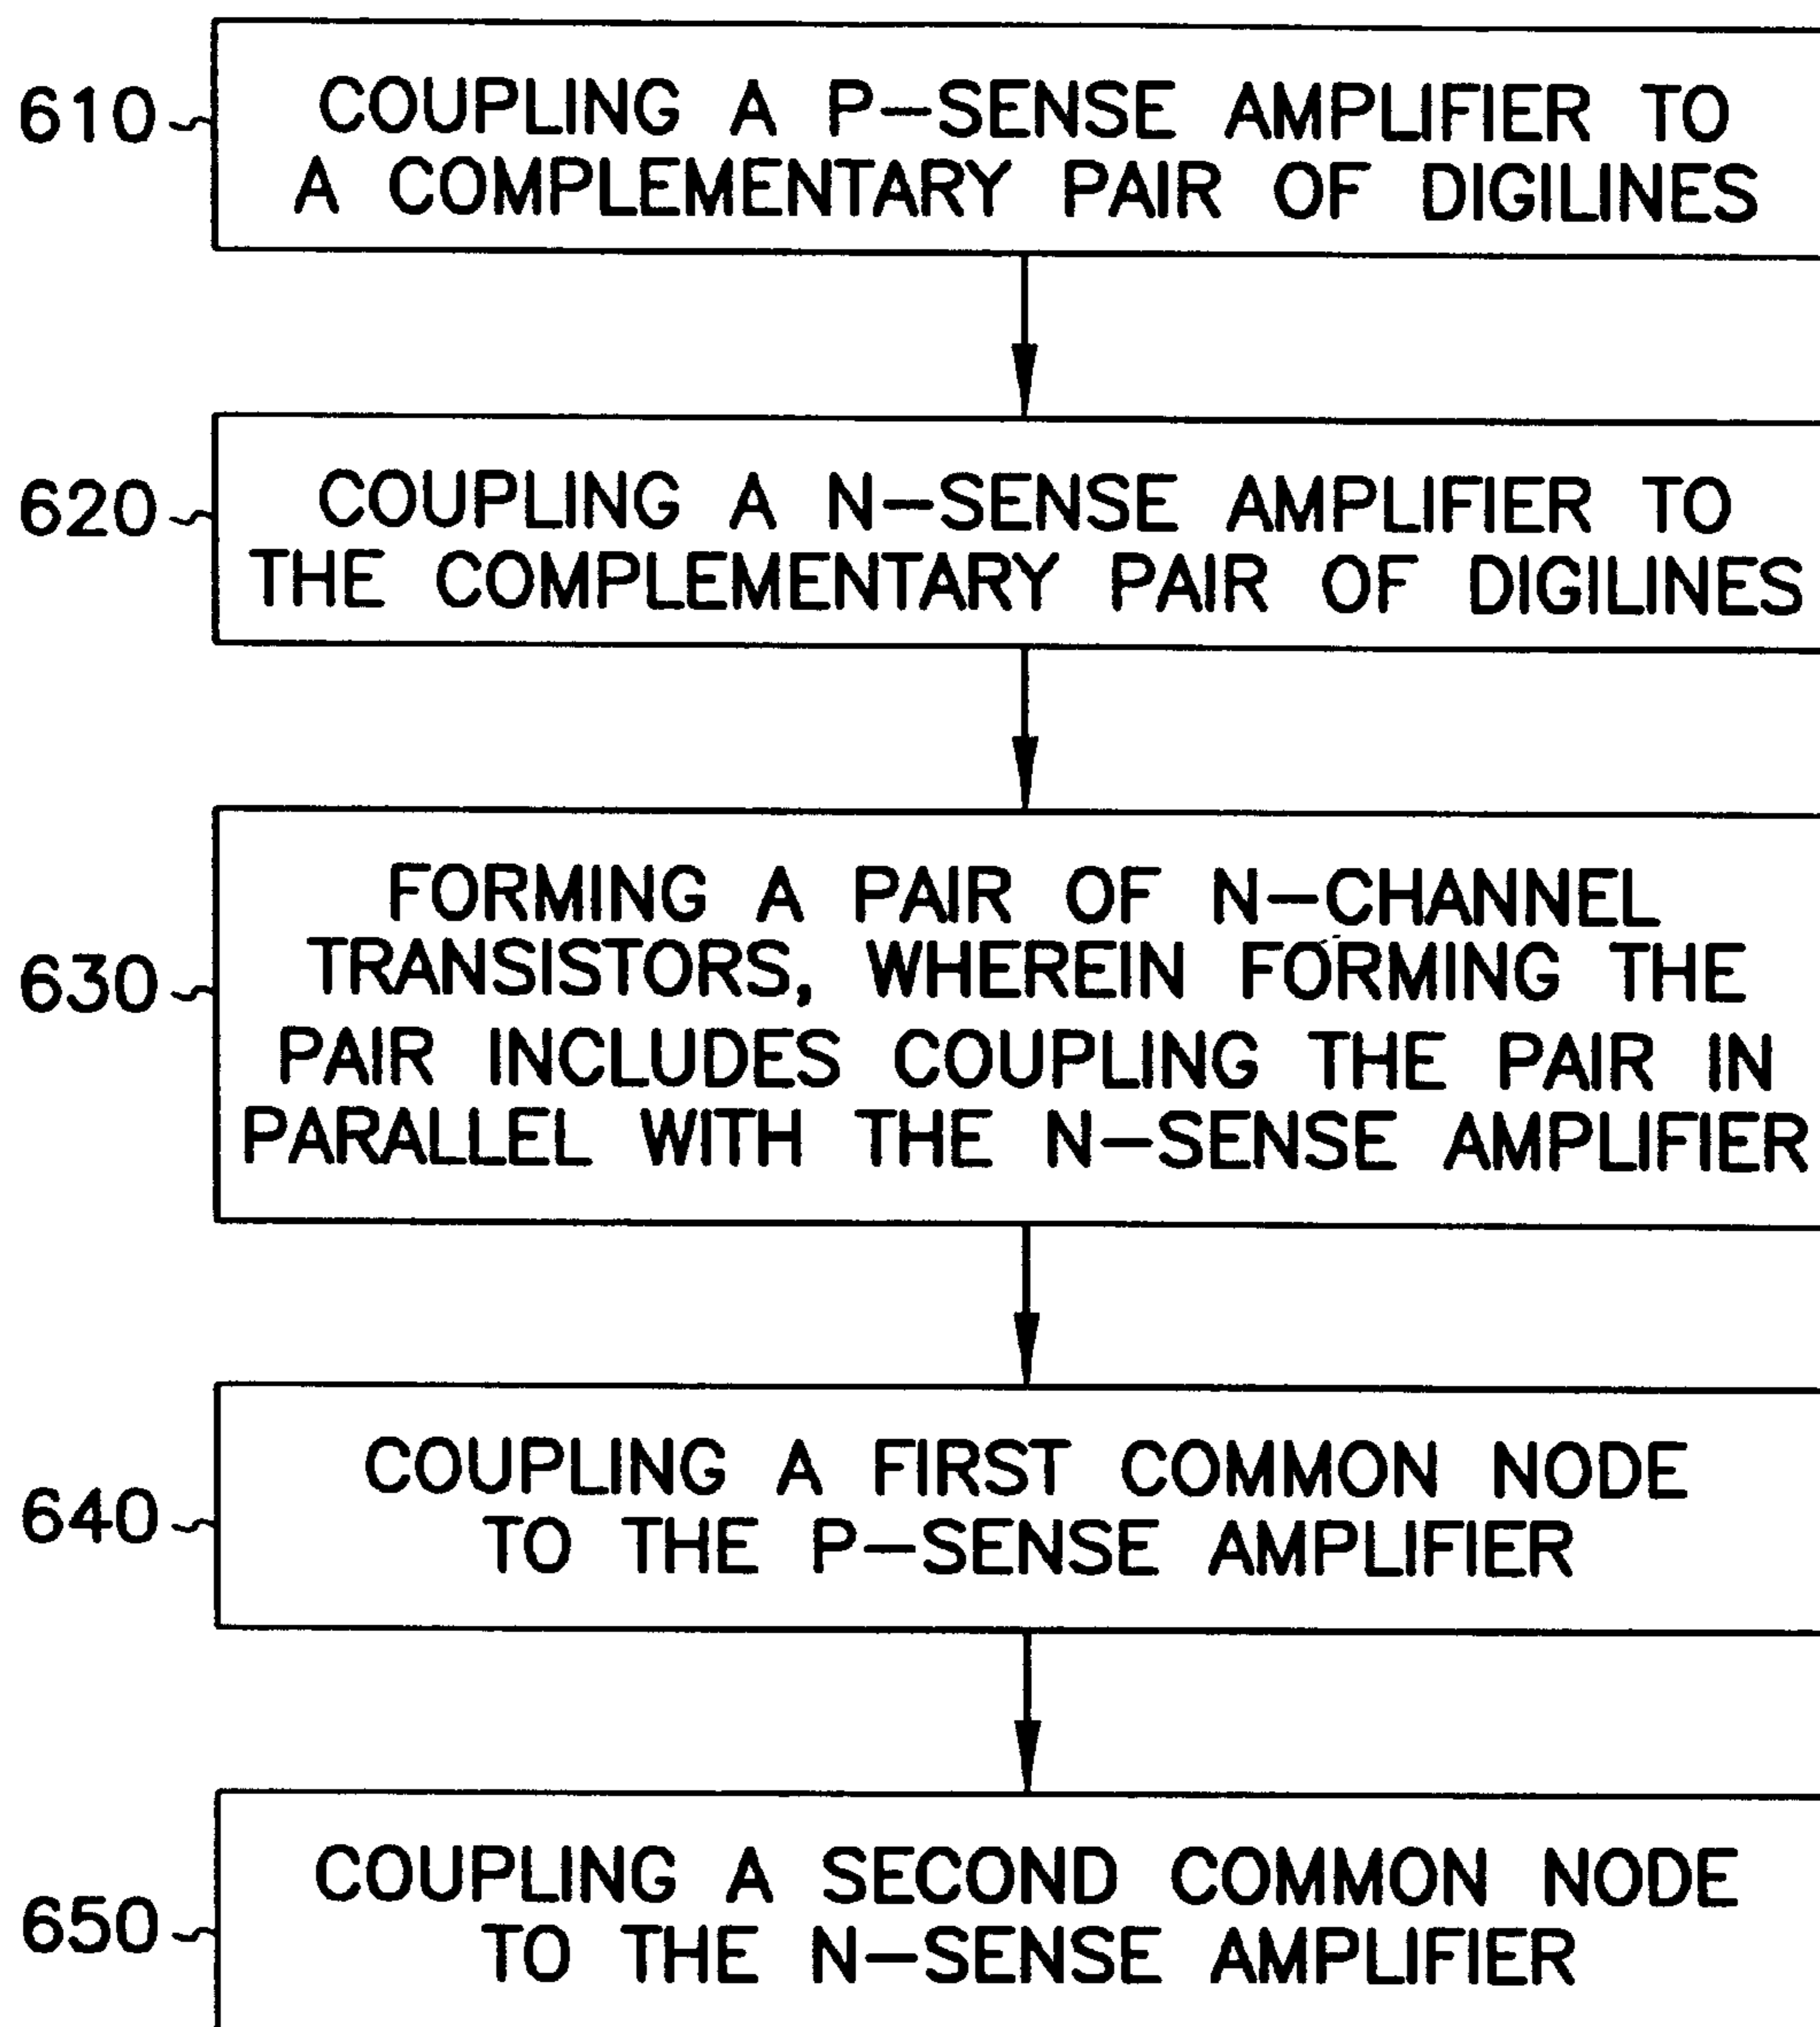 610
COUPLING A P-SENSE AMPLIFIER TO
A COMPLEMENTARY PAIR OF DIGILINES
620
COUPLING A N-SENSE AMPLIFIER TO
THE COMPLEMENTARY PAIR OF DIGILINES
630
FORMING A PAIR OF N-CHANNEL
TRANSISTORS, WHEREIN FORMING THE
PAIR INCLUDES COUPLING THE PAIR IN
PARALLEL WITH THE N-SENSE AMPLIFIER
640
COUPLING A FIRST COMMON NODE
TO THE P-SENSE AMPLIFIER
650
COUPLING A SECOND COMMON NODE
TO THE N-SENSE AMPLIFIER